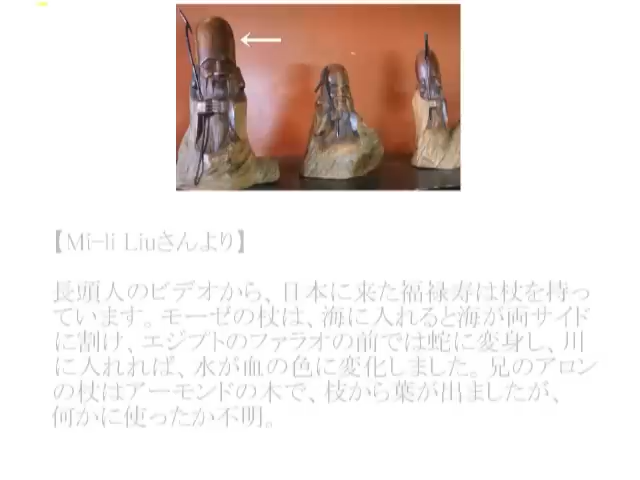 【Mi-li Liuさんより】
長頭人のビデオから、日本に来た福禄寿は杖を持っ
ています。モーゼの杖は、海に入れると海が両サイド
に割け、エジプトのファラオの前では蛇に変身し、川
に入れれば、水が血の色に変化しました。兄のアロン
の杖はアーモンドの木で、枝から葉が出ましたが、
何かに使ったか不明。